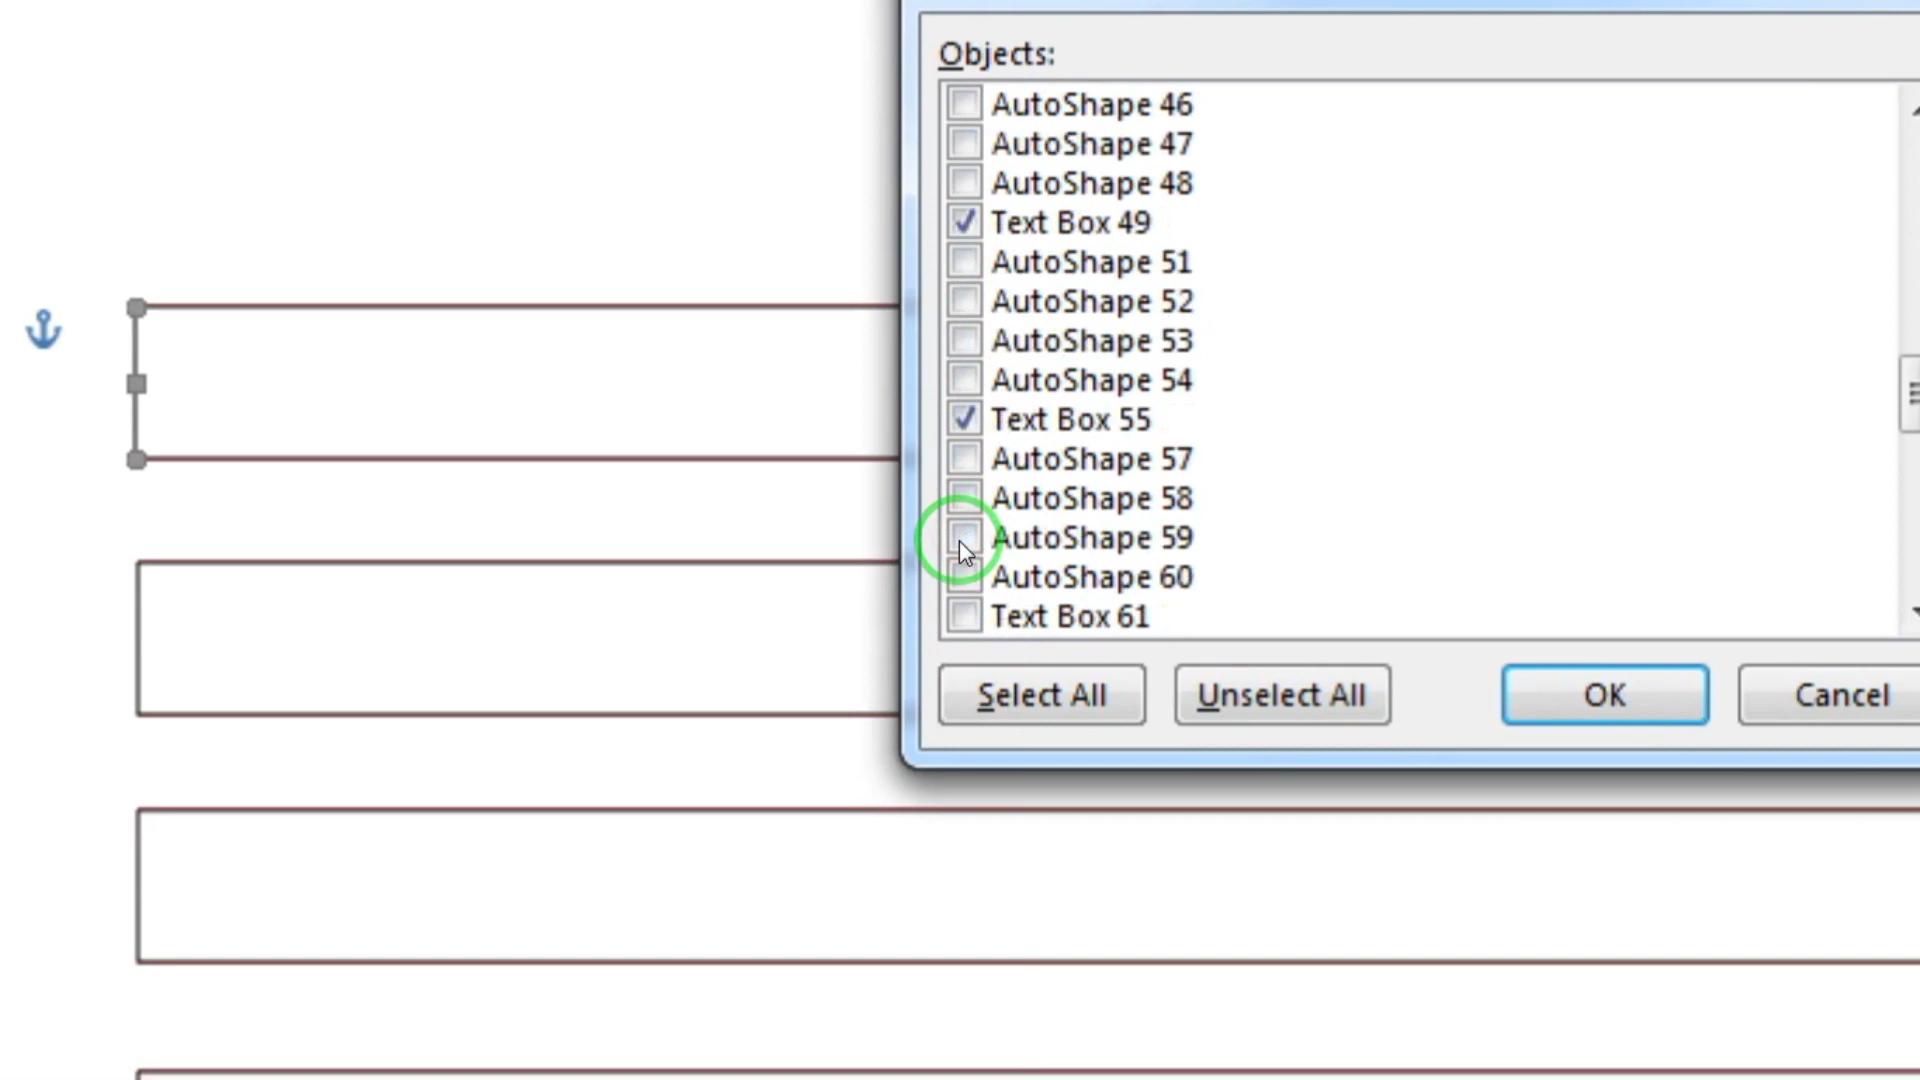 Objects:
AutoShape 46
AutoShape 47
AutoShape 48
Text Box 49
AutoShape 51
AutoShape 52
AutoShape 53
AutoShape 54
Text Box 55
AutoShape 57
AutoShape 58
AutoShape 59
AutoShape 60
Text Box 61
Select All Unselect All OK Cancel